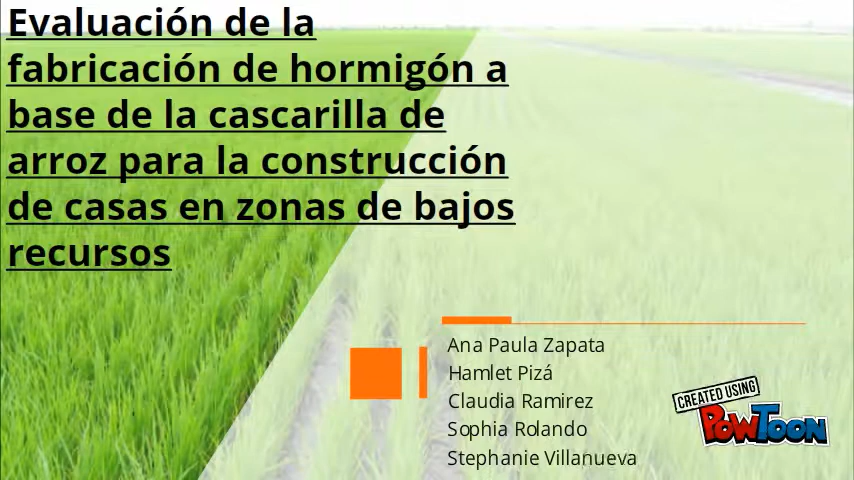 Evaluación de la
fabricación de hormigón a
base de la cascarilla de
arroz para la construcción
de casas en zonas de bajos
recursos
Ana Paula Zapata
Hamlet Pizá
Claudia Ramirez
Sophia Rolando
Stephanie Villanueva
CREATED USING
POWTOON